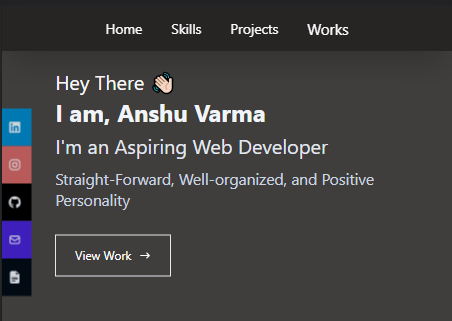 Home Skills Projects Works
Hey There 👋🏻
I am, Anshu Varma
I'm an Aspiring Web Developer
Straight-Forward, Well-organized, and Positive
Personality
View Work →